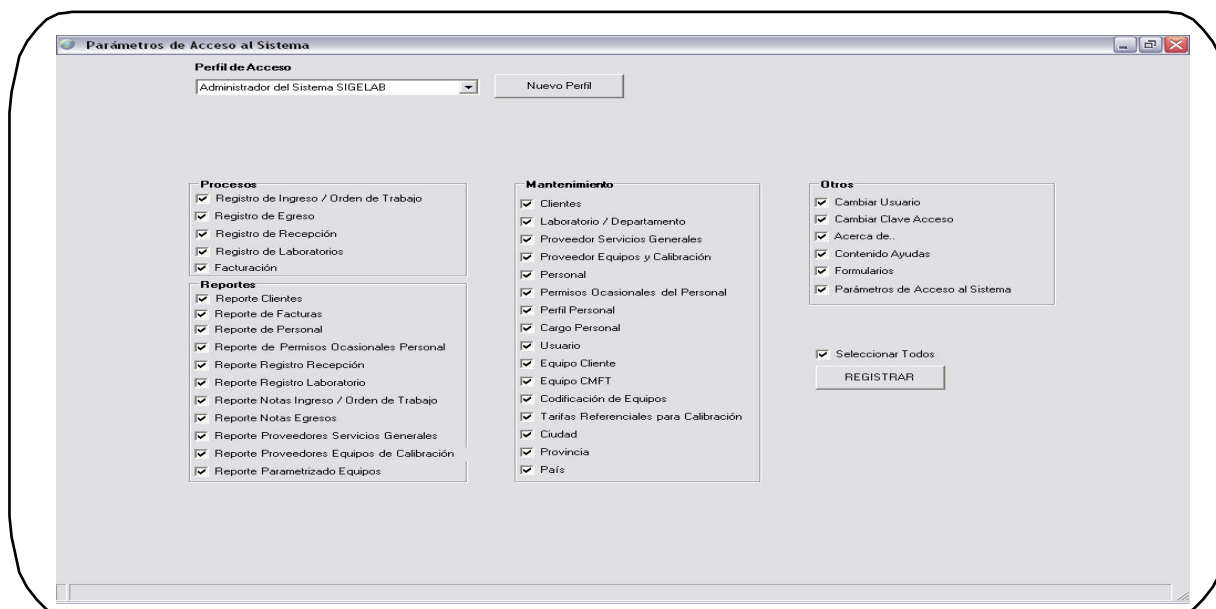 Parámetros de Acceso al Sistema
Perfil de Acceso
Administrador del Sistema SIGELAB
Nuevo Perfil
Procesos
Registro de Ingreso / Orden de Trabajo
Registro de Egreso
Registro de Recepción
Registro de Laboratorios
Facturación
Reportes
Reporte Clientes
Reporte de Facturas
Reporte de Personal
Reporte de Permisos Ocasionales Personal
Reporte Registro Recepción
Reporte Registro Laboratorio
Reporte Notas Ingreso / Orden de Trabajo
Reporte Notas Egresos
Reporte Proveedores Servicios Generales
Reporte Proveedores Equipos de Calibración
Reporte Parametrizado Equipos
Mantenimiento
Clientes
Laboratorio / Departamento
Proveedor Servicios Generales
Proveedor Equipos y Calibración
Personal
Permisos Ocasionales del Personal
Perfil Personal
Cargo Personal
Usuario
Equipo Cliente
Equipo CMFT
Codificación de Equipos
Tarifas Referenciales para Calibración
Ciudad
Provincia
País
Otros
Cambiar Usuario
Cambiar Clave Acceso
Acerca de..
Contenido Ayudas
Formularios
Parámetros de Acceso al Sistema
Seleccionar Todos
REGISTRAR